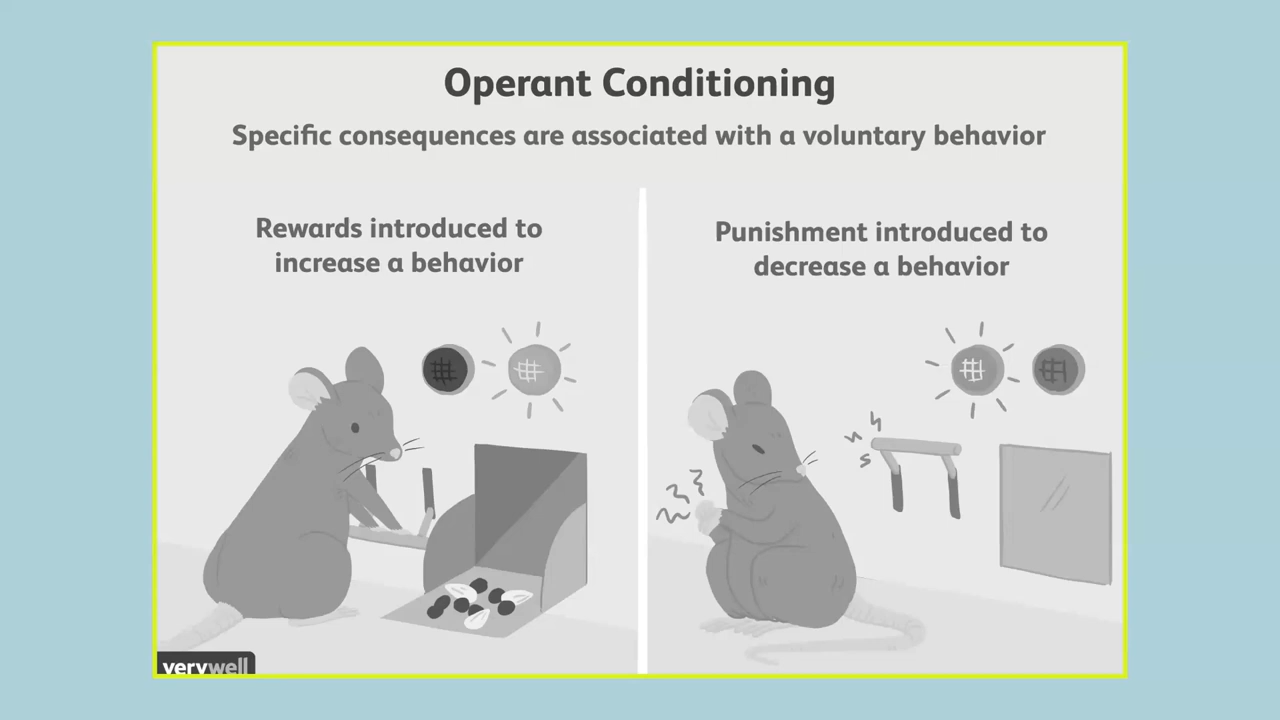 Operant Conditioning
Specific consequences are associated with a voluntary behavior
Rewards introduced to
increase a behavior
Punishment introduced to
decrease a behavior
verywell